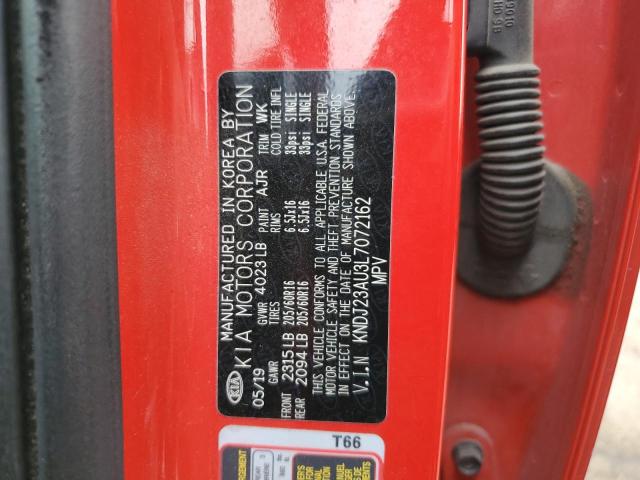 KIA
MANUFACTURED IN KOREA BY
KIA MOTORS CORPORATION
05/19 GVWR 4023 LB PAINT AJR TRIM WK
GAWR TIRES RIMS COLD TIRE INFL
FRONT 2315 LB 205/60R16 6.5Jx16 33psi SINGLE
REAR 2094 LB 205/60R16 6.5Jx16 33psi SINGLE
THIS VEHICLE CONFORMS TO ALL APPLICABLE U.S.A. FEDERAL
MOTOR VEHICLE SAFETY AND THEFT PREVENTION STANDARDS
IN EFFECT ON THE DATE OF MANUFACTURE SHOWN ABOVE.
V.I.N KNDJ23AU3L7072162
MPV
T66